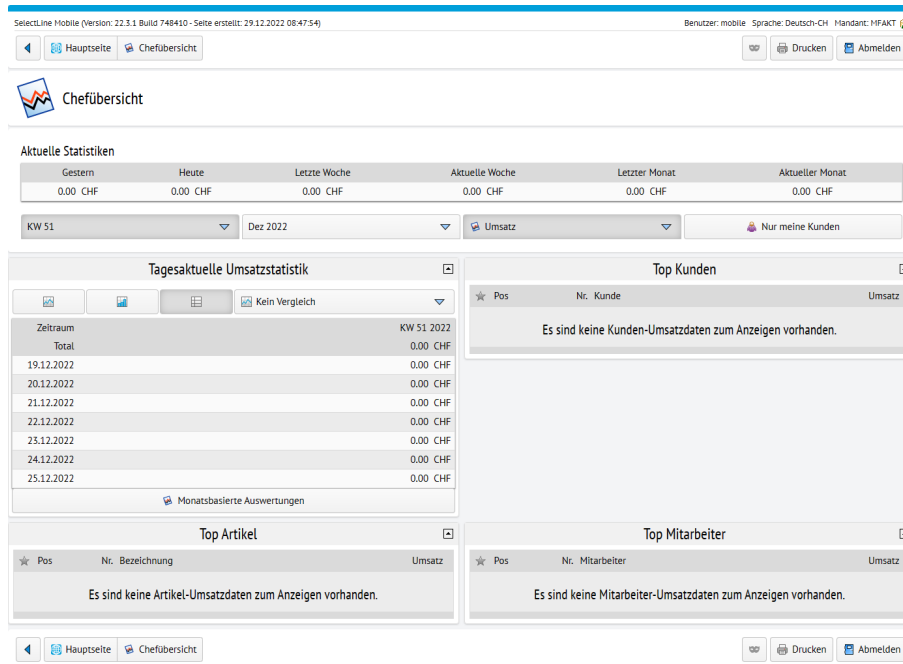 SelectLine Mobile (Version: 22.3.1 Build 748410 - Seite erstellt: 29.12.2022 08:47:54) Benutzer: mobile Sprache: Deutsch-CH Mandant: MFAKT
Hauptseite Chefübersicht Drucken Abmelden
Chefübersicht
Aktuelle Statistiken
Gestern Heute Letzte Woche Aktuelle Woche Letzter Monat Aktueller Monat
0.00 CHF 0.00 CHF 0.00 CHF 0.00 CHF 0.00 CHF 0.00 CHF
KW 51 Dez 2022 Umsatz Nur meine Kunden
Tagesaktuelle Umsatzstatistik
Kein Vergleich
Zeitraum KW 51 2022
Total 0.00 CHF
19.12.2022 0.00 CHF
20.12.2022 0.00 CHF
21.12.2022 0.00 CHF
22.12.2022 0.00 CHF
23.12.2022 0.00 CHF
24.12.2022 0.00 CHF
25.12.2022 0.00 CHF
Monatsbasierte Auswertungen
Top Kunden
Pos Nr. Kunde Umsatz
Es sind keine Kunden-Umsatzdaten zum Anzeigen vorhanden.
Top Artikel
Pos Nr. Bezeichnung Umsatz
Es sind keine Artikel-Umsatzdaten zum Anzeigen vorhanden.
Top Mitarbeiter
Pos Nr. Mitarbeiter Umsatz
Es sind keine Mitarbeiter-Umsatzdaten zum Anzeigen vorhanden.
Hauptseite Chefübersicht Drucken Abmelden